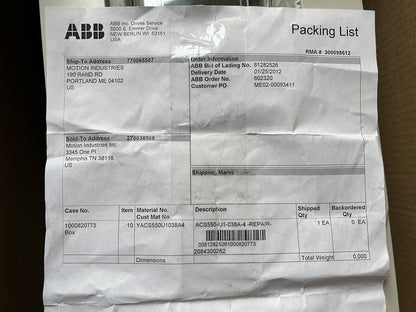 ABB
ABB Inc. Drives Service
5000 S. Emmer Drive
NEW BERLIN WI 53151
USA
Packing List
RMA # 300098612
Ship-To Address 270065567
MOTION INDUSTRIES
190 RAND RD
PORTLAND ME 04102
US
Order Information
ABB Bill of Lading No. 81282526
Delivery Date 01/25/2012
ABB Order No. 602320
Customer PO ME02-00093411
Sold-To Address 270038568
Motion Industries Inc
3345 One Pl
Memphis TN 38116
US
Shipping, Marks
Case No. Item Material No. Description Shipped Backordered
Cust Mat No. Qty Qty
1000820773 10 YACS550U1038A4 ACS550-U1-038A-4 -REPAIR- 1 EA 0 EA
Box
2084300262
Dimensions Total Weight 0.000